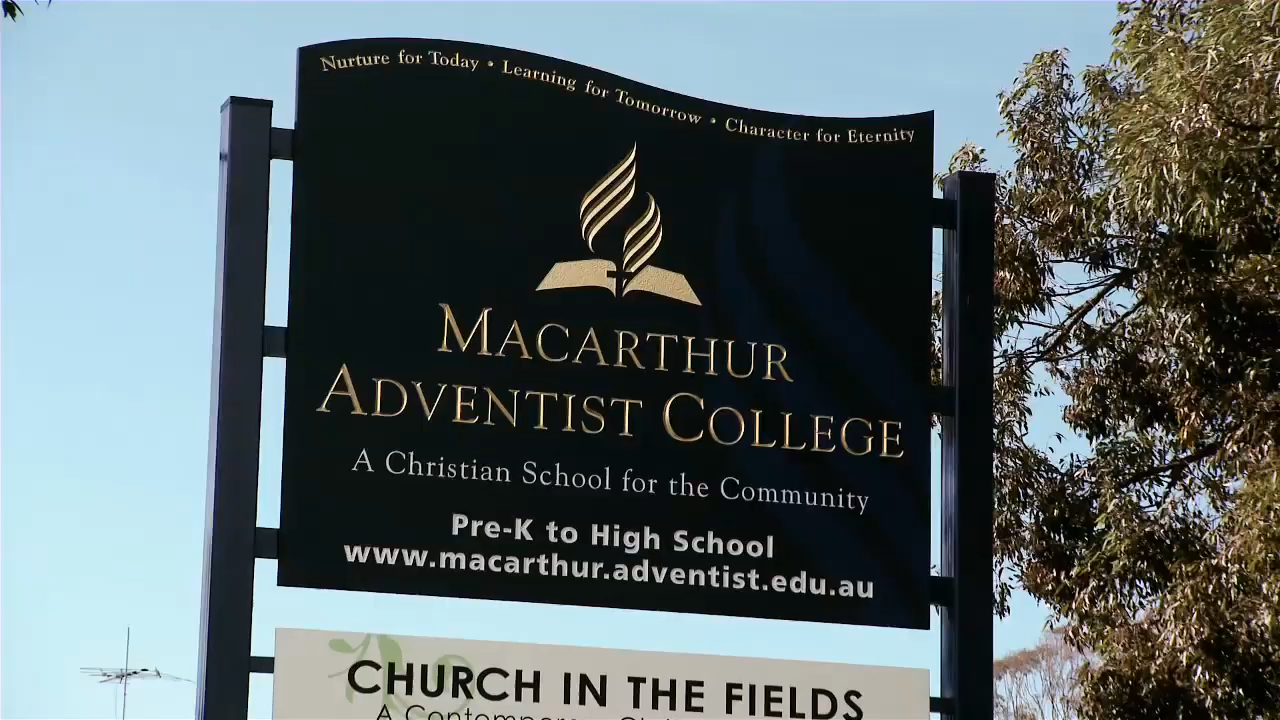 Nurture for Today • Learning for Tomorrow • Character for Eternity
MACARTHUR
ADVENTIST COLLEGE
A Christian School for the Community
Pre-K to High School
www.macarthur.adventist.edu.au
CHURCH IN THE FIELDS
A